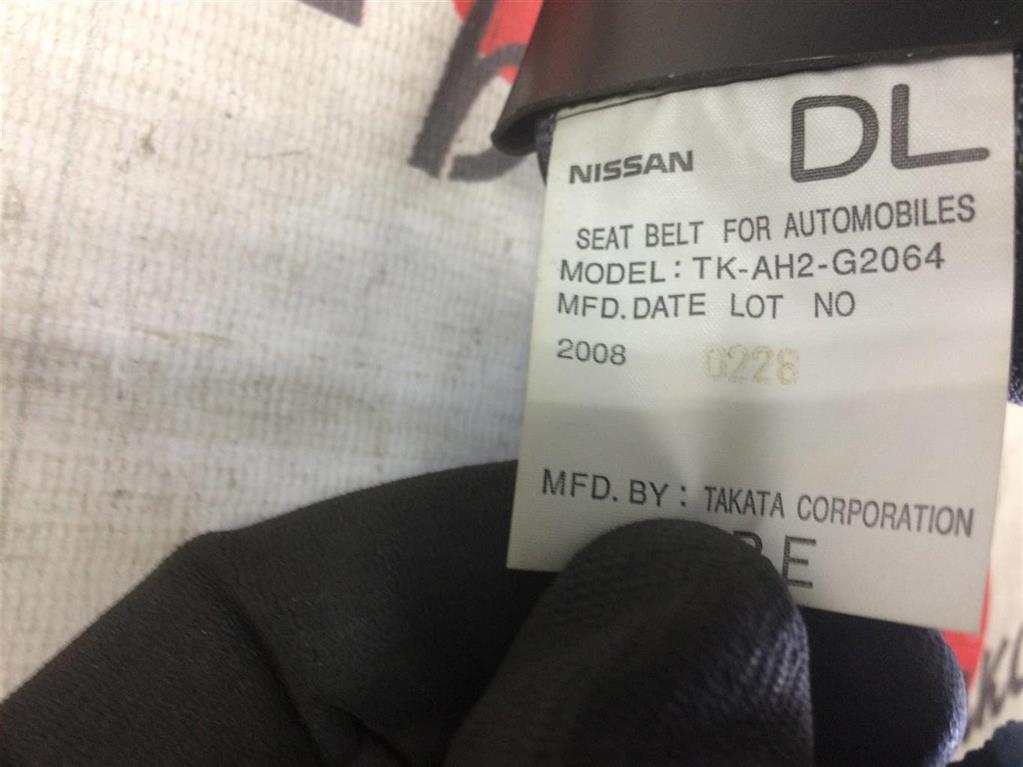 DL
NISSAN
SEAT BELT FOR AUTOMOBILES
MODEL: TK-AH2-G2064
MFD. DATE LOT NO
2008 0228
MFD. BY: TAKATA CORPORATION